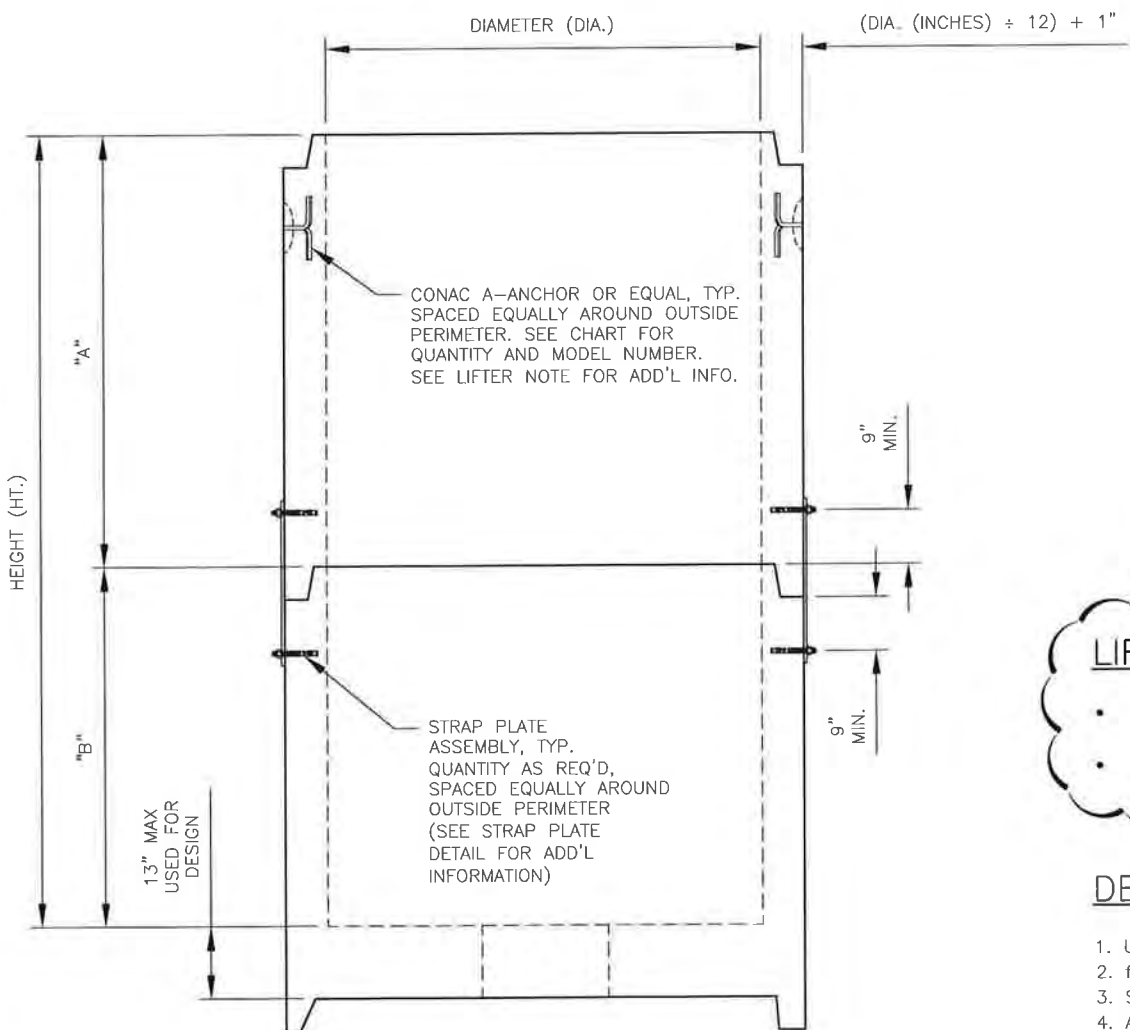 DIAMETER (DIA.)
(DIA. (INCHES) ÷ 12) + 1"
HEIGHT (HT.)
"A"
CONAC A-ANCHOR OR EQUAL, TYP.
SPACED EQUALLY AROUND OUTSIDE
PERIMETER. SEE CHART FOR
QUANTITY AND MODEL NUMBER.
SEE LIFTER NOTE FOR ADD'L INFO.
9"
MIN.
"B"
STRAP PLATE
ASSEMBLY, TYP.
QUANTITY AS REQ'D,
SPACED EQUALLY AROUND
OUTSIDE PERIMETER
(SEE STRAP PLATE
DETAIL FOR ADD'L
INFORMATION)
9"
MIN.
13" MAX
USED FOR
DESIGN
LIF
•
•
DE
1. U
2. f
3. S
4. A